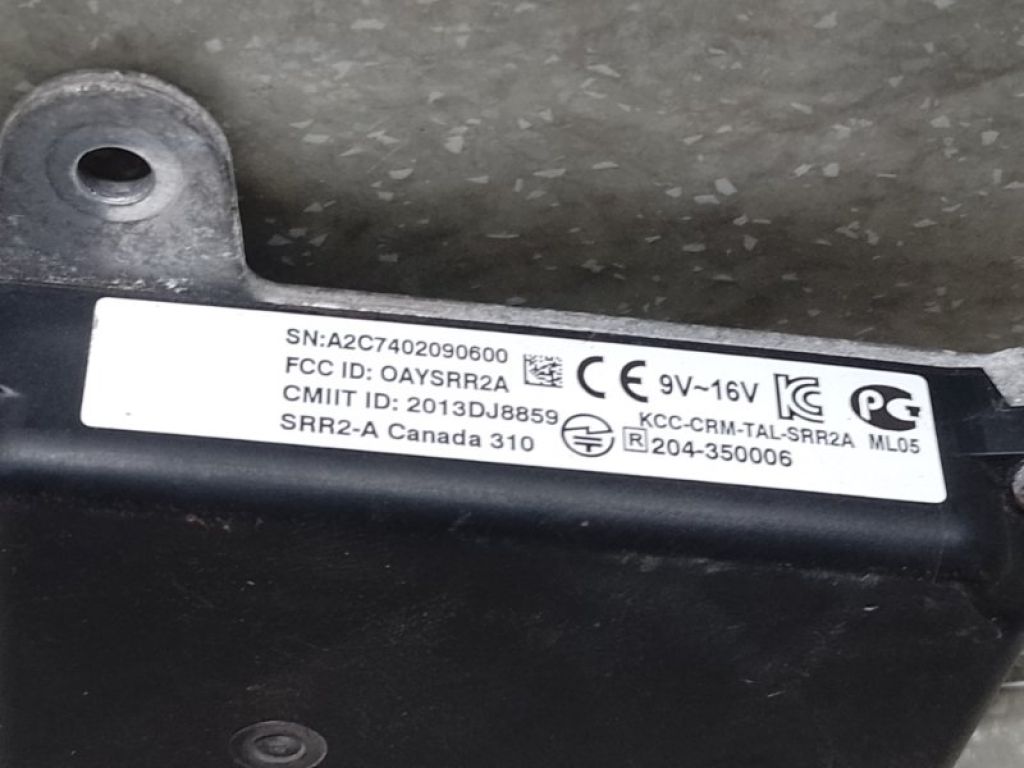 SN:A2C7402090600
FCC ID: OAYSRR2A
CMIIT ID: 2013DJ8859
SRR2-A Canada 310
CE 9V~16V
KCC-CRM-TAL-SRR2A
R 204-350006
PG
ML05